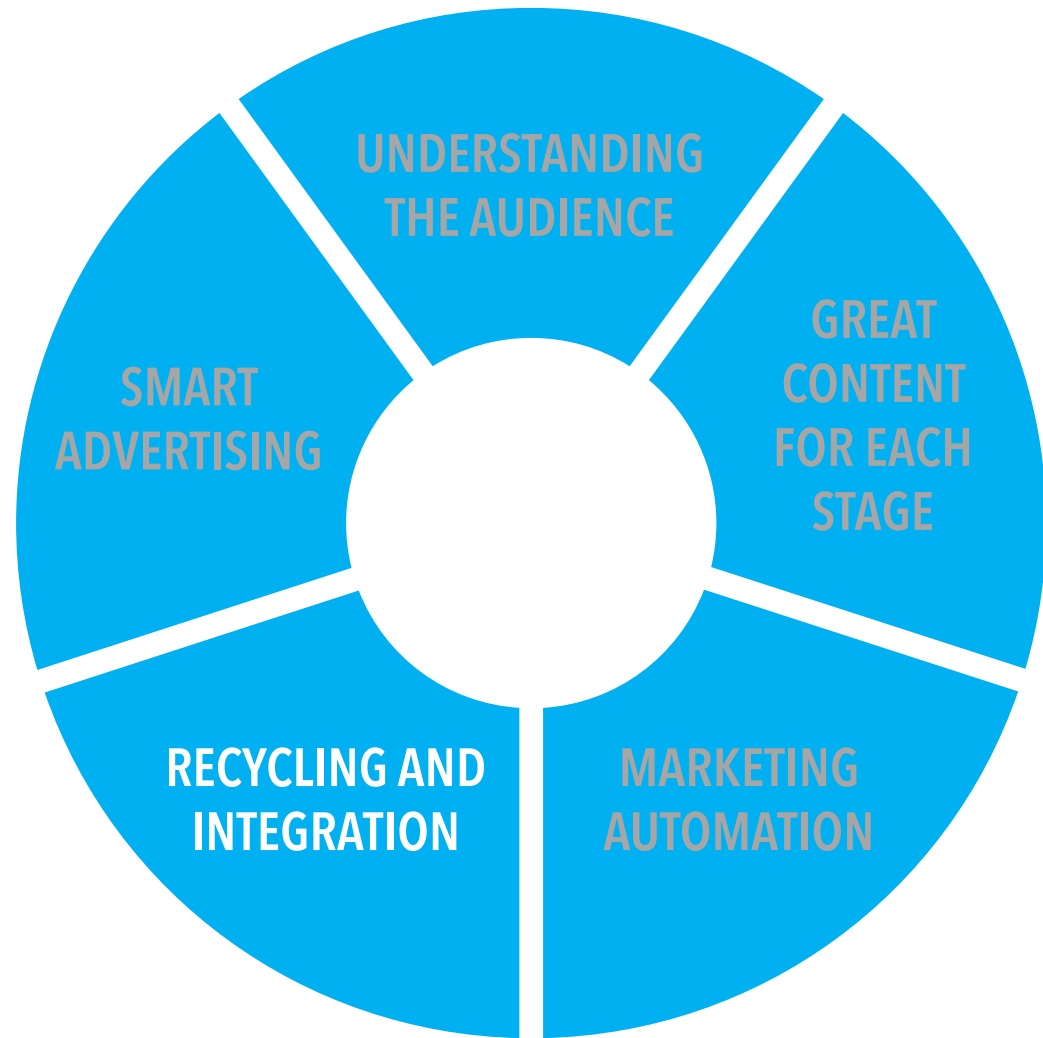 UNDERSTANDING
THE AUDIENCE
GREAT
CONTENT
FOR EACH
STAGE
SMART
ADVERTISING
RECYCLING AND
INTEGRATION
MARKETING
AUTOMATION